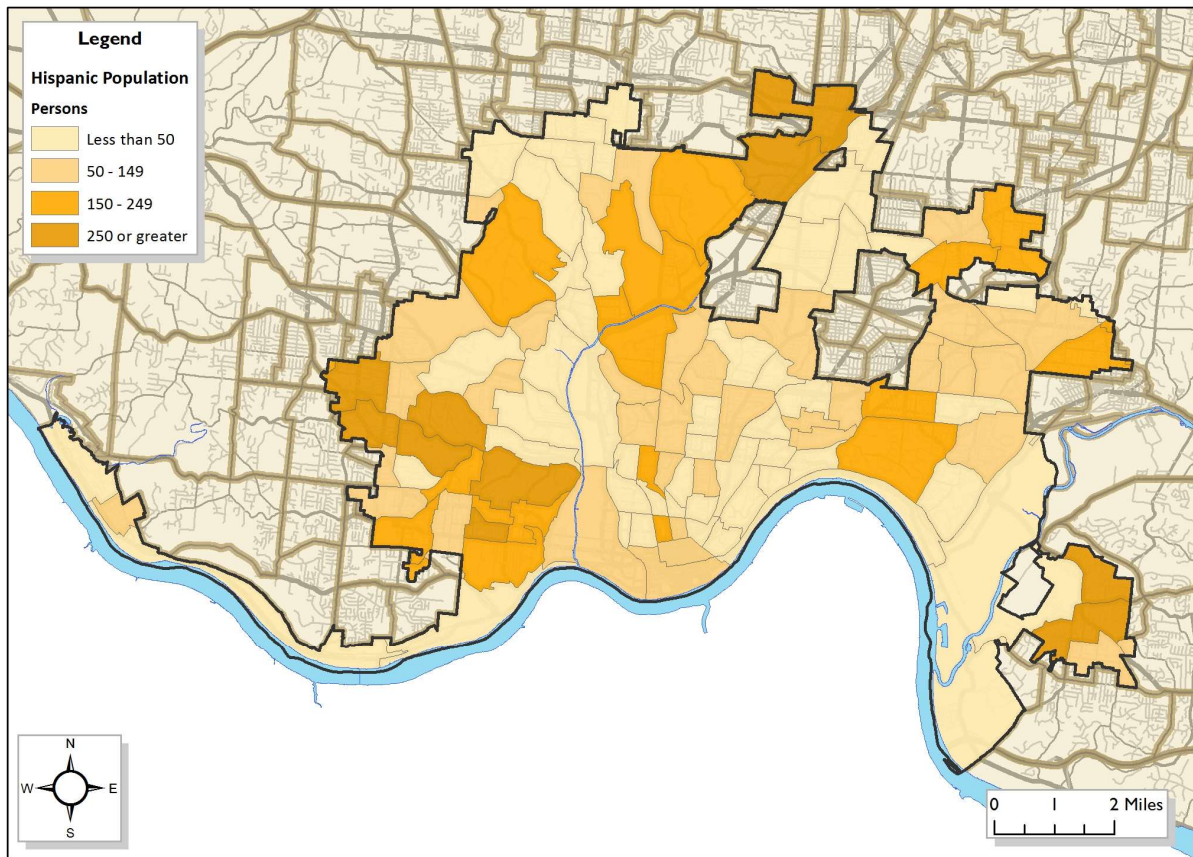 Legend
Hispanic Population
Persons
Less than 50
50 - 149
150 - 249
250 or greater
N
W E
S
0 1 2 Miles